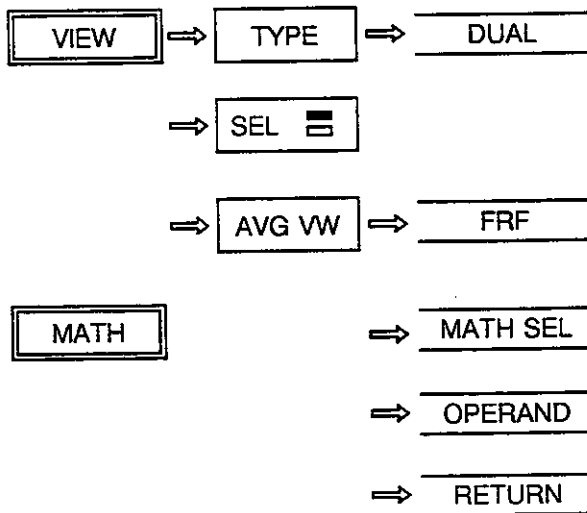 VIEW TYPE DUAL
SEL
AVG VW FRF
MATH MATH SEL
OPERAND
RETURN